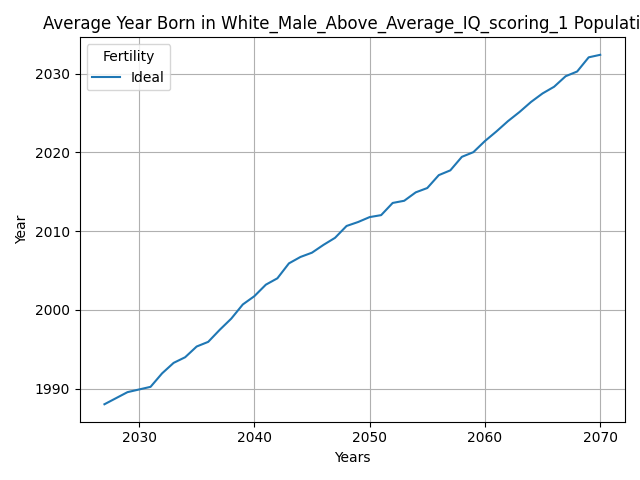 Average Year Born in White_Male_Above_Average_IQ_scoring_1 Populati
Fertility
Ideal
2030
2020
2010
2000
1990
Year
2030 2040 2050 2060 2070
Years